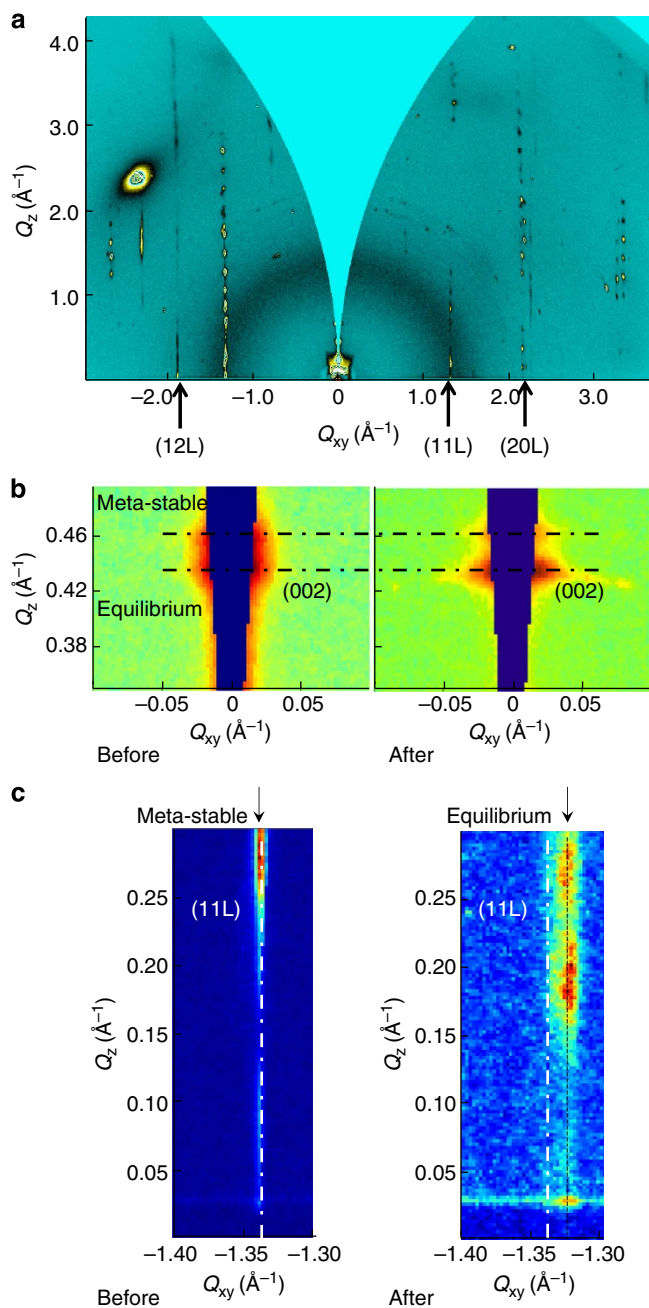 a
4.0
3.0
2.0
1.0
Qz (Å−1)
−2.0 −1.0 0 1.0 2.0 3.0
Qxy (Å−1)
(12L) (11L) (20L)
b
Meta-stable
0.46
0.42
0.38
Qz (Å−1)
Equilibrium
(002) (002)
−0.05 0 0.05 −0.05 0 0.05
Qxy (Å−1) Qxy (Å−1)
Before After
c
Meta-stable Equilibrium
(11L) (11L)
0.25 0.25
0.20 0.20
0.15 0.15
0.10 0.10
0.05 0.05
Qz (Å−1) Qz (Å−1)
−1.40 −1.35 −1.30 −1.40 −1.35 −1.30
Qxy (Å−1) Qxy (Å−1)
Before After